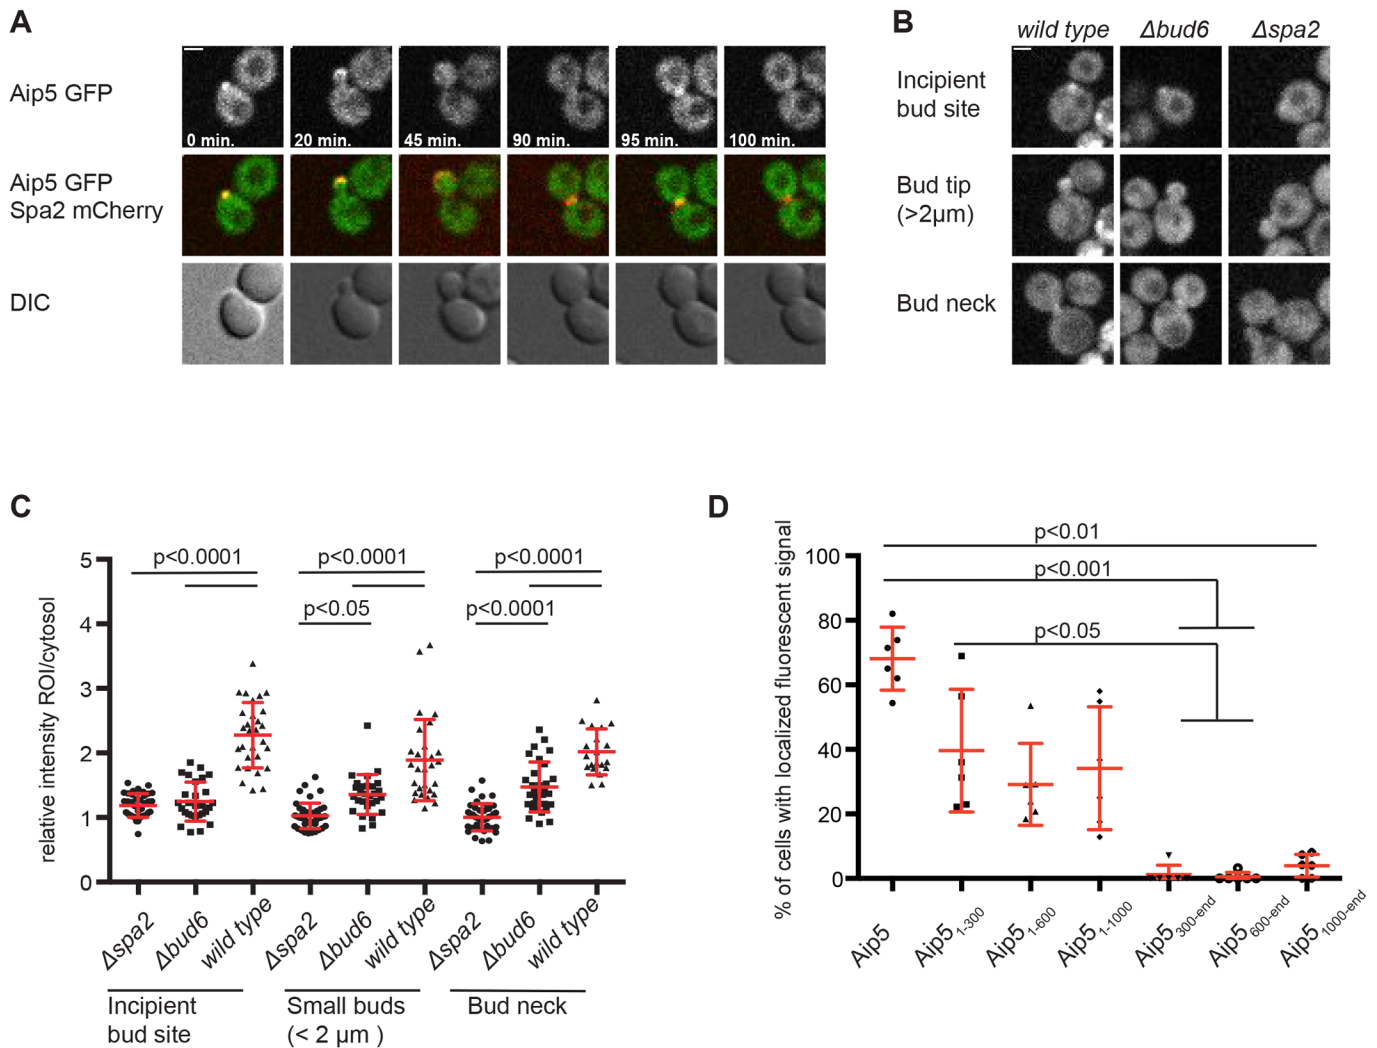 A
Aip5 GFP
0 min.
20 min.
45 min.
90 min.
95 min.
100 min.
Aip5 GFP
Spa2 mCherry
DIC
B
wild type
Δbud6
Δspa2
Incipient
bud site
Bud tip
(>2µm)
Bud neck
C
relative intensity ROI/cytosol
5
4
3
2
1
0
p<0.0001
p<0.0001
p<0.0001
p<0.05
p<0.0001
Δspa2
Δbud6
wild type
Δspa2
Δbud6
wild type
Δspa2
Δbud6
wild type
Incipient
bud site
Small buds
(< 2 µm )
Bud neck
D
% of cells with localized fluorescent signal
100
80
60
40
20
0
p<0.01
p<0.001
p<0.05
Aip5
Aip5 1-300
Aip5 1-600
Aip5 1-1000
Aip5 300-end
Aip5 600-end
Aip5 1000-end